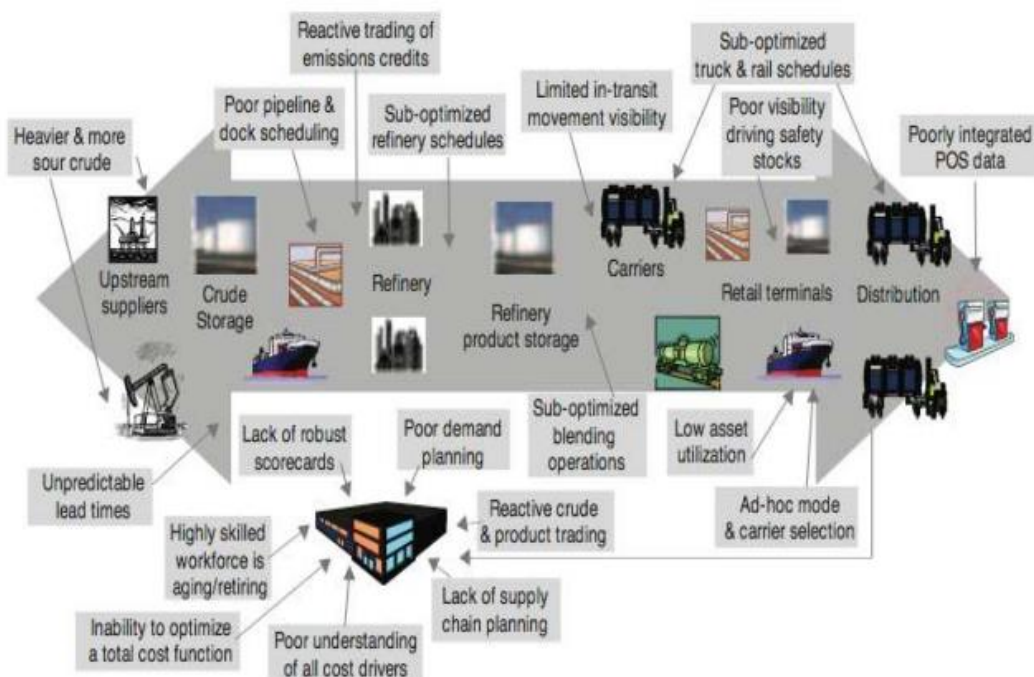 Reactive trading of
emissions credits
Sub-optimized
truck & rail schedules
Limited in-transit
movement visibility
Poor pipeline &
dock scheduling
Sub-optimized
refinery schedules
Poor visibility
driving safety
stocks
Heavier & more
sour crude
Poorly integrated
POS data
Upstream
suppliers
Crude
Storage
Refinery
Refinery
product storage
Carriers
Retail terminals
Distribution
Sub-optimized
blending
operations
Low asset
utilization
Ad-hoc mode
& carrier selection
Unpredictable
lead times
Lack of robust
scorecards
Poor demand
planning
Highly skilled
workforce is
aging/retiring
Reactive crude
& product trading
Inability to optimize
a total cost function
Poor understanding
of all cost drivers
Lack of supply
chain planning